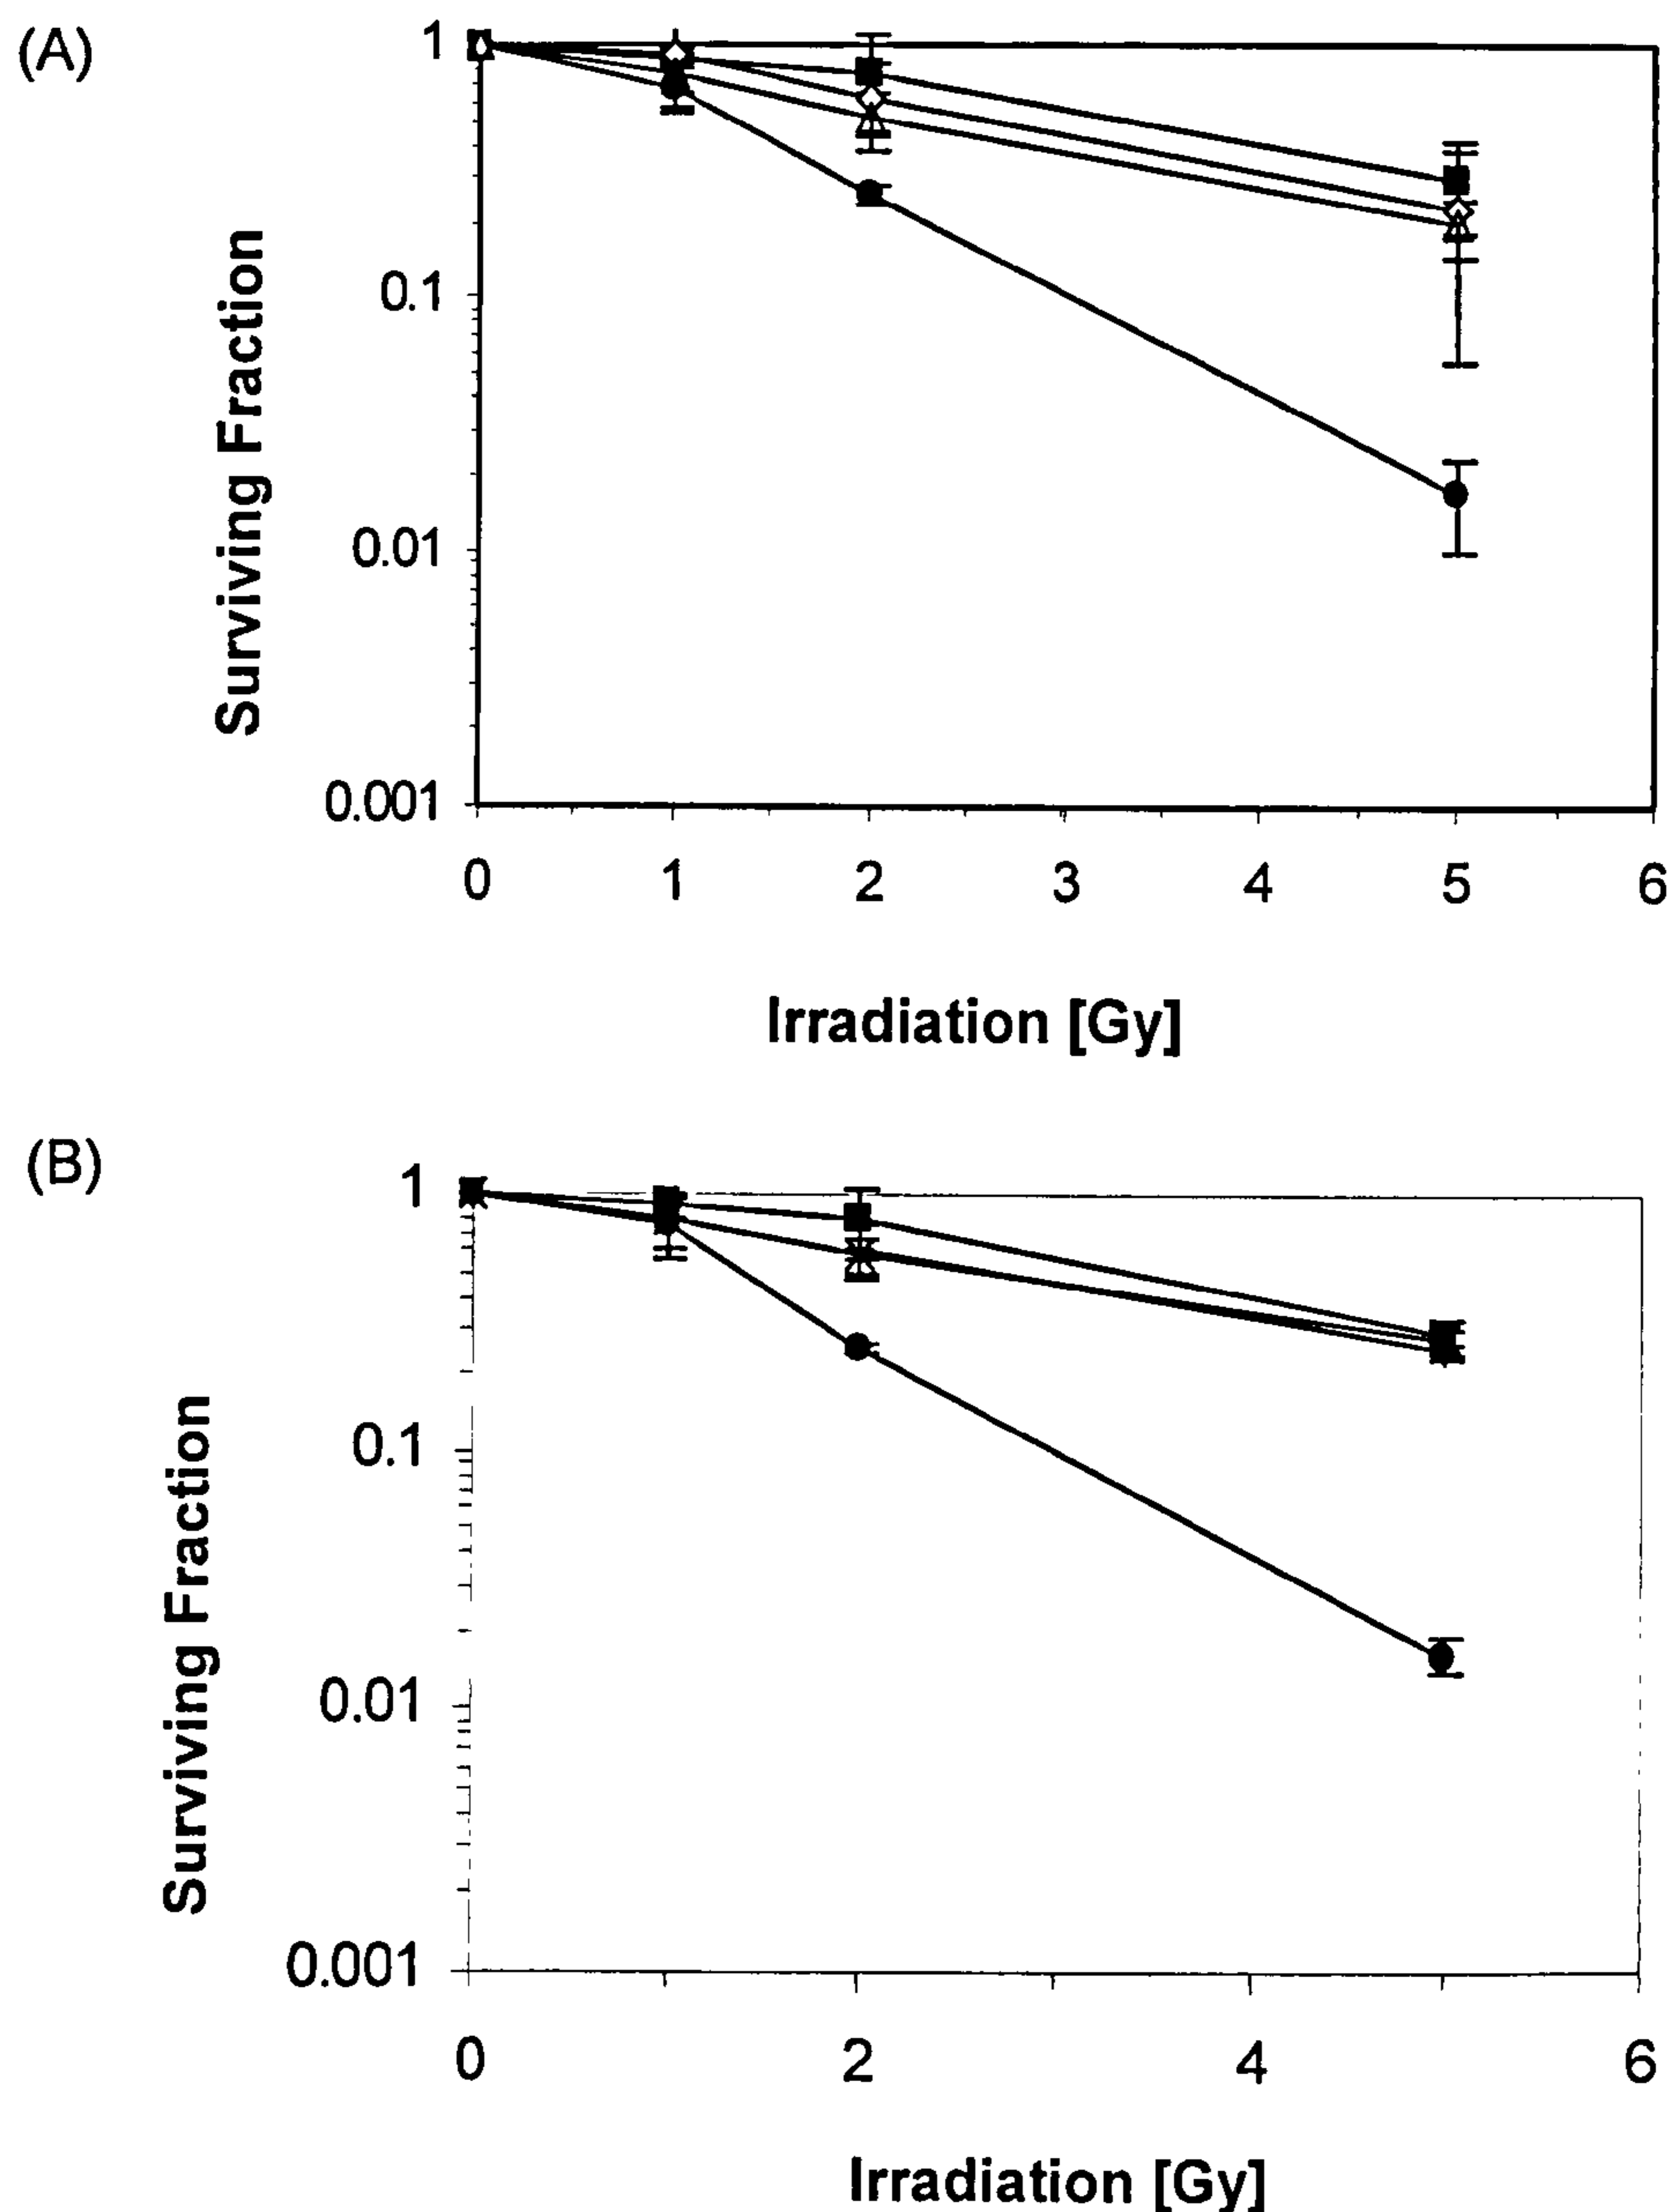 (A)
1
0.1
0.01
0.001
Surviving Fraction
0 1 2 3 4 5 6
Irradiation [Gy]
(B)
1
0.1
0.01
0.001
Surviving Fraction
0 2 4 6
Irradiation [Gy]